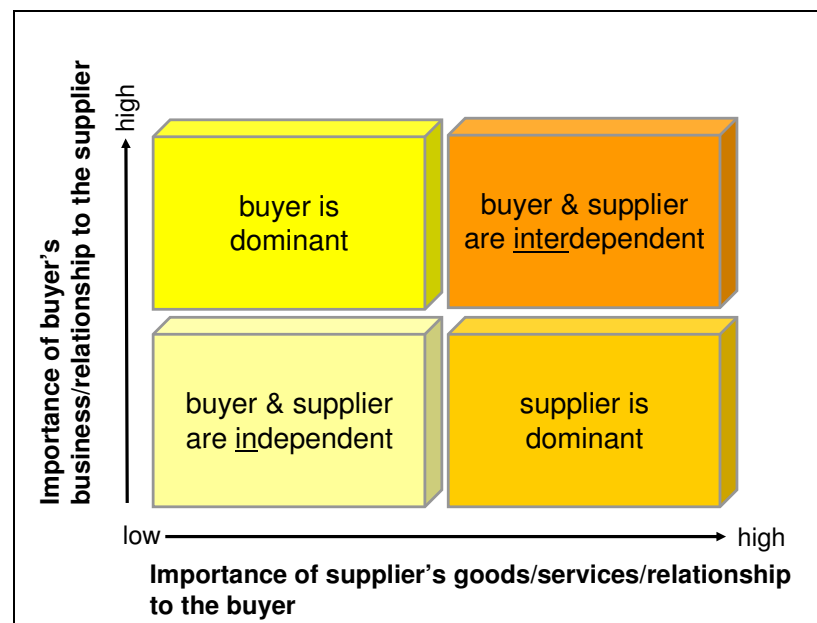 Importance of buyer's
business/relationship to the supplier
high
buyer is
dominant
buyer & supplier
are interdependent
buyer & supplier
are independent
supplier is
dominant
low
high
Importance of supplier's goods/services/relationship
to the buyer